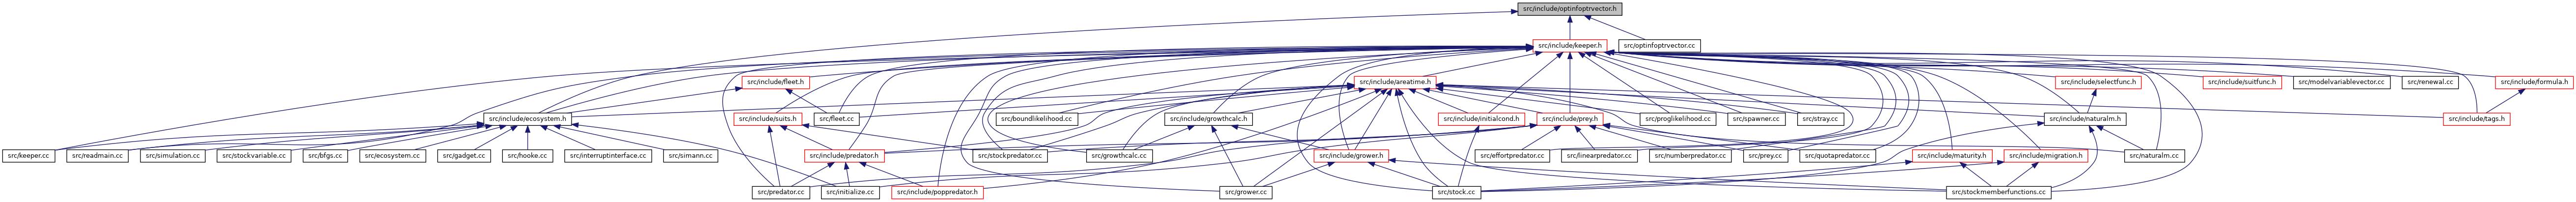 src/include/optinfoptrvector.h
src/include/keeper.h
src/optinfoptrvector.cc
src/include/fleet.h
src/include/areatime.h
src/include/selectfunc.h
src/include/suitfunc.h
src/modelvariablevector.cc
src/renewal.cc
src/include/formula.h
src/include/ecosystem.h
src/include/suits.h
src/fleet.cc
src/boundlikelihood.cc
src/include/growthcalc.h
src/include/initialcond.h
src/include/prey.h
src/proglikelihood.cc
src/spawner.cc
src/stray.cc
src/include/naturalm.h
src/include/tags.h
src/keeper.cc
src/readmain.cc
src/simulation.cc
src/stockvariable.cc
src/bfgs.cc
src/ecosystem.cc
src/gadget.cc
src/hooke.cc
src/interruptinterface.cc
src/simann.cc
src/include/predator.h
src/stockpredator.cc
src/growthcalc.cc
src/include/grower.h
src/effortpredator.cc
src/linearpredator.cc
src/numberpredator.cc
src/prey.cc
src/quotapredator.cc
src/include/maturity.h
src/include/migration.h
src/naturalm.cc
src/predator.cc
src/initialize.cc
src/include/poppredator.h
src/grower.cc
src/stock.cc
src/stockmemberfunctions.cc